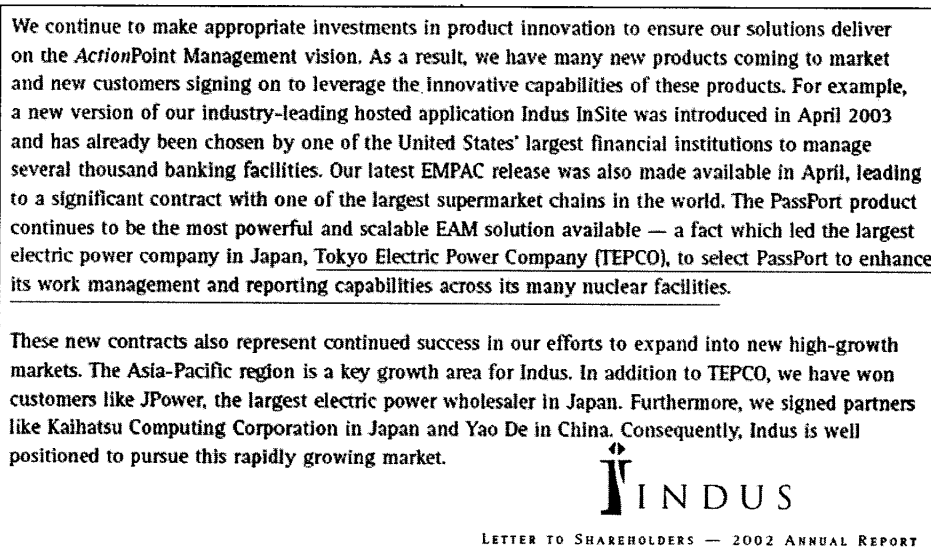 We continue to make appropriate investments in product innovation to ensure our solutions deliver
on the ActionPoint Management vision. As a result, we have many new products coming to market
and new customers signing on to leverage the innovative capabilities of these products. For example,
a new version of our industry-leading hosted application Indus InSite was introduced in April 2003
and has already been chosen by one of the United States' largest financial institutions to manage
several thousand banking facilities. Our latest EMPAC release was also made available in April, leading
to a significant contract with one of the largest supermarket chains in the world. The PassPort product
continues to be the most powerful and scalable EAM solution available — a fact which led the largest
electric power company in Japan, Tokyo Electric Power Company (TEPCO), to select PassPort to enhance
its work management and reporting capabilities across its many nuclear facilities.
These new contracts also represent continued success in our efforts to expand into new high-growth
markets. The Asia-Pacific region is a key growth area for Indus. In addition to TEPCO, we have won
customers like JPower, the largest electric power wholesaler in Japan. Furthermore, we signed partners
like Kaihatsu Computing Corporation in Japan and Yao De in China. Consequently, Indus is well
positioned to pursue this rapidly growing market.
INDUS
LETTER TO SHAREHOLDERS — 2002 ANNUAL REPORT